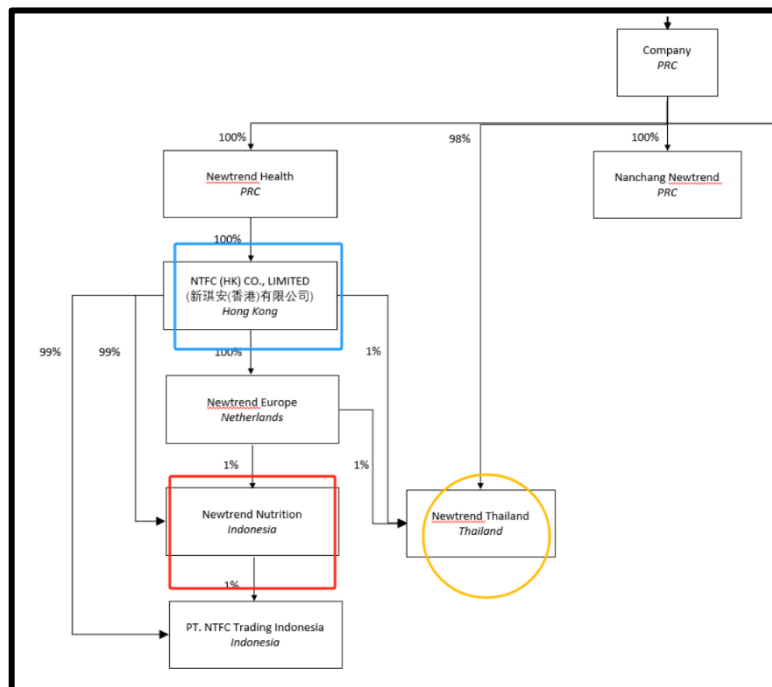 Company
PRC
100%
98%
100%
Newtrend Health
PRC
Nanchang Newtrend
PRC
100%
NTFC (HK) CO., LIMITED
(新琪安(香港)有限公司)
Hong Kong
99%
99%
100%
1%
Newtrend Europe
Netherlands
1%
1%
Newtrend Nutrition
Indonesia
Newtrend Thailand
Thailand
1%
PT. NTFC Trading Indonesia
Indonesia